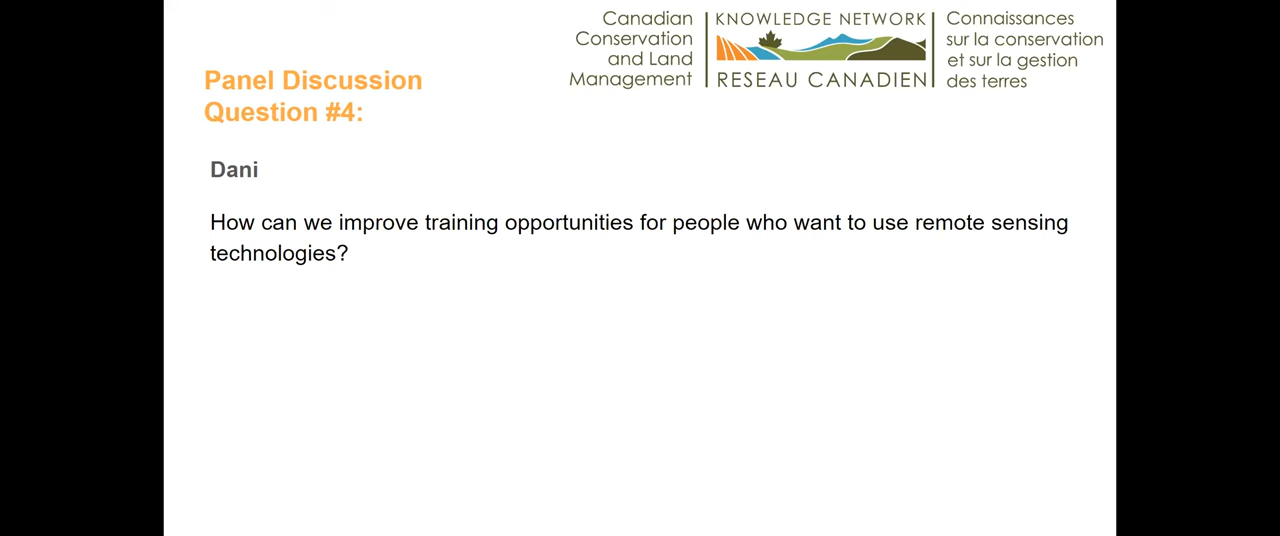 Canadian
Conservation
and Land
Management
KNOWLEDGE NETWORK
RESEAU CANADIEN
Connaissances
sur la conservation
et sur la gestion
des terres
Panel Discussion
Question #4:
Dani
How can we improve training opportunities for people who want to use remote sensing
technologies?